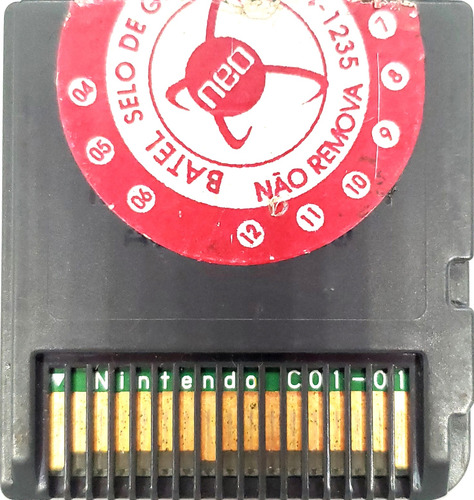 BATEL SELO DE G
-1235
NÃO REMOVA
neo
04
05
06
7
8
9
10
11
12
▼ Nintendo C01-01